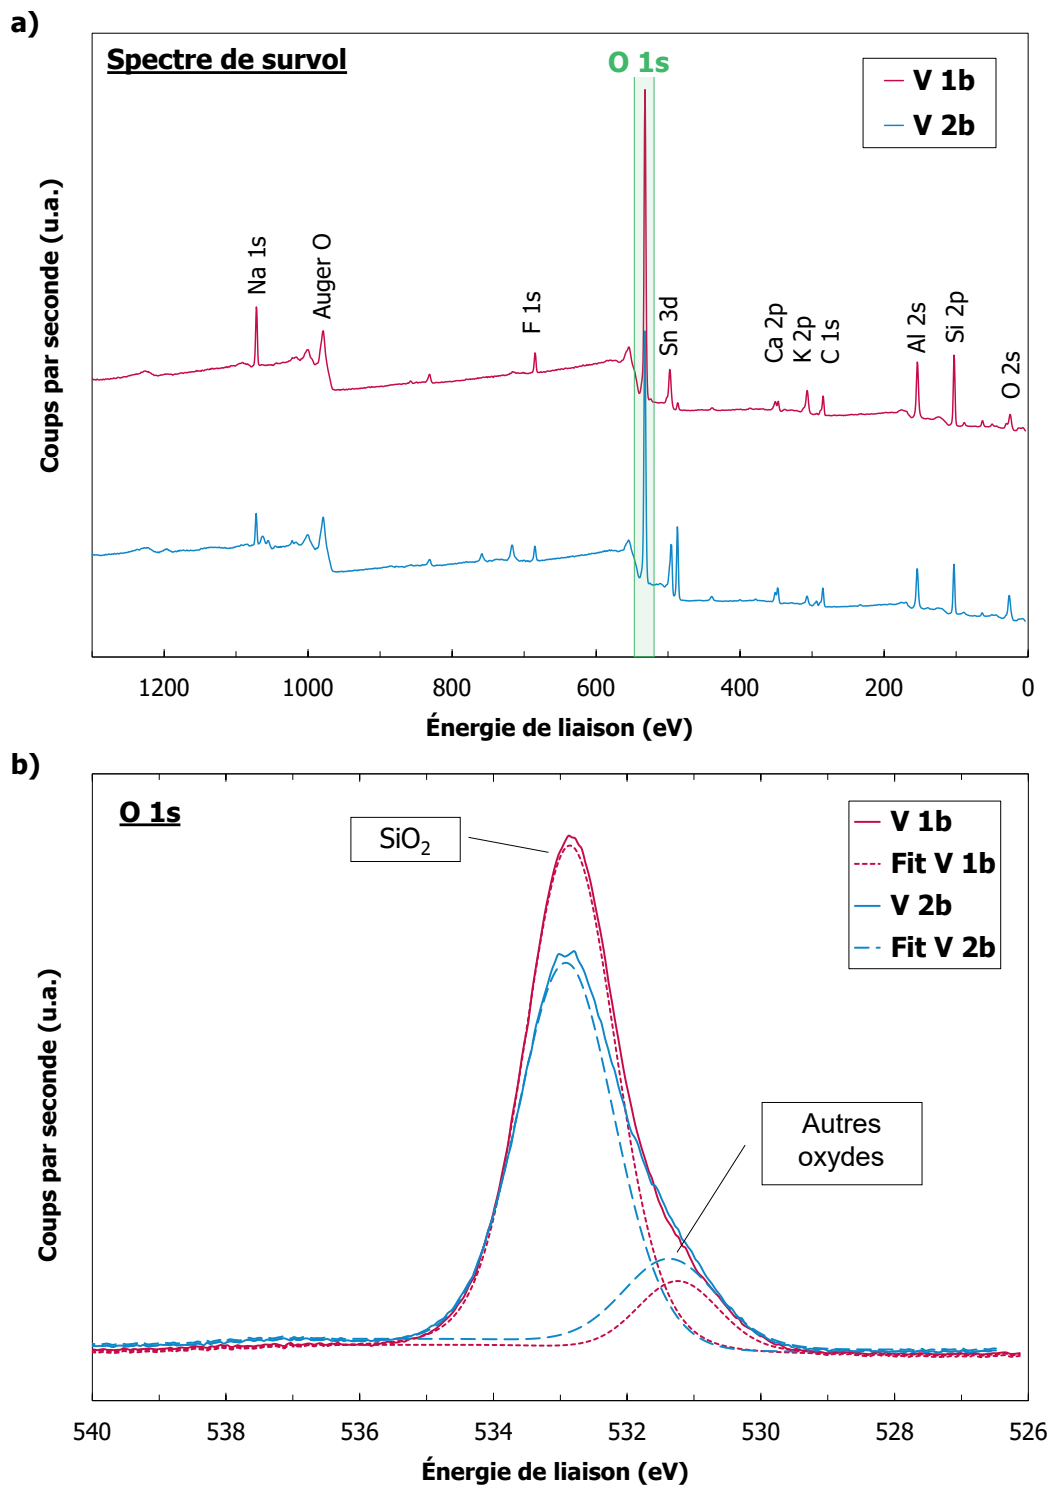 a)
Spectre de survol
O 1s
V 1b
V 2b
Coups par seconde (u.a.)
Na 1s
Auger O
F 1s
Sn 3d
Ca 2p
K 2p
C 1s
Al 2s
Si 2p
O 2s
1200 1000 800 600 400 200 0
Énergie de liaison (eV)
b)
O 1s
SiO₂
V 1b
Fit V 1b
V 2b
Fit V 2b
Coups par seconde (u.a.)
Autres
oxydes
540 538 536 534 532 530 528 526
Énergie de liaison (eV)